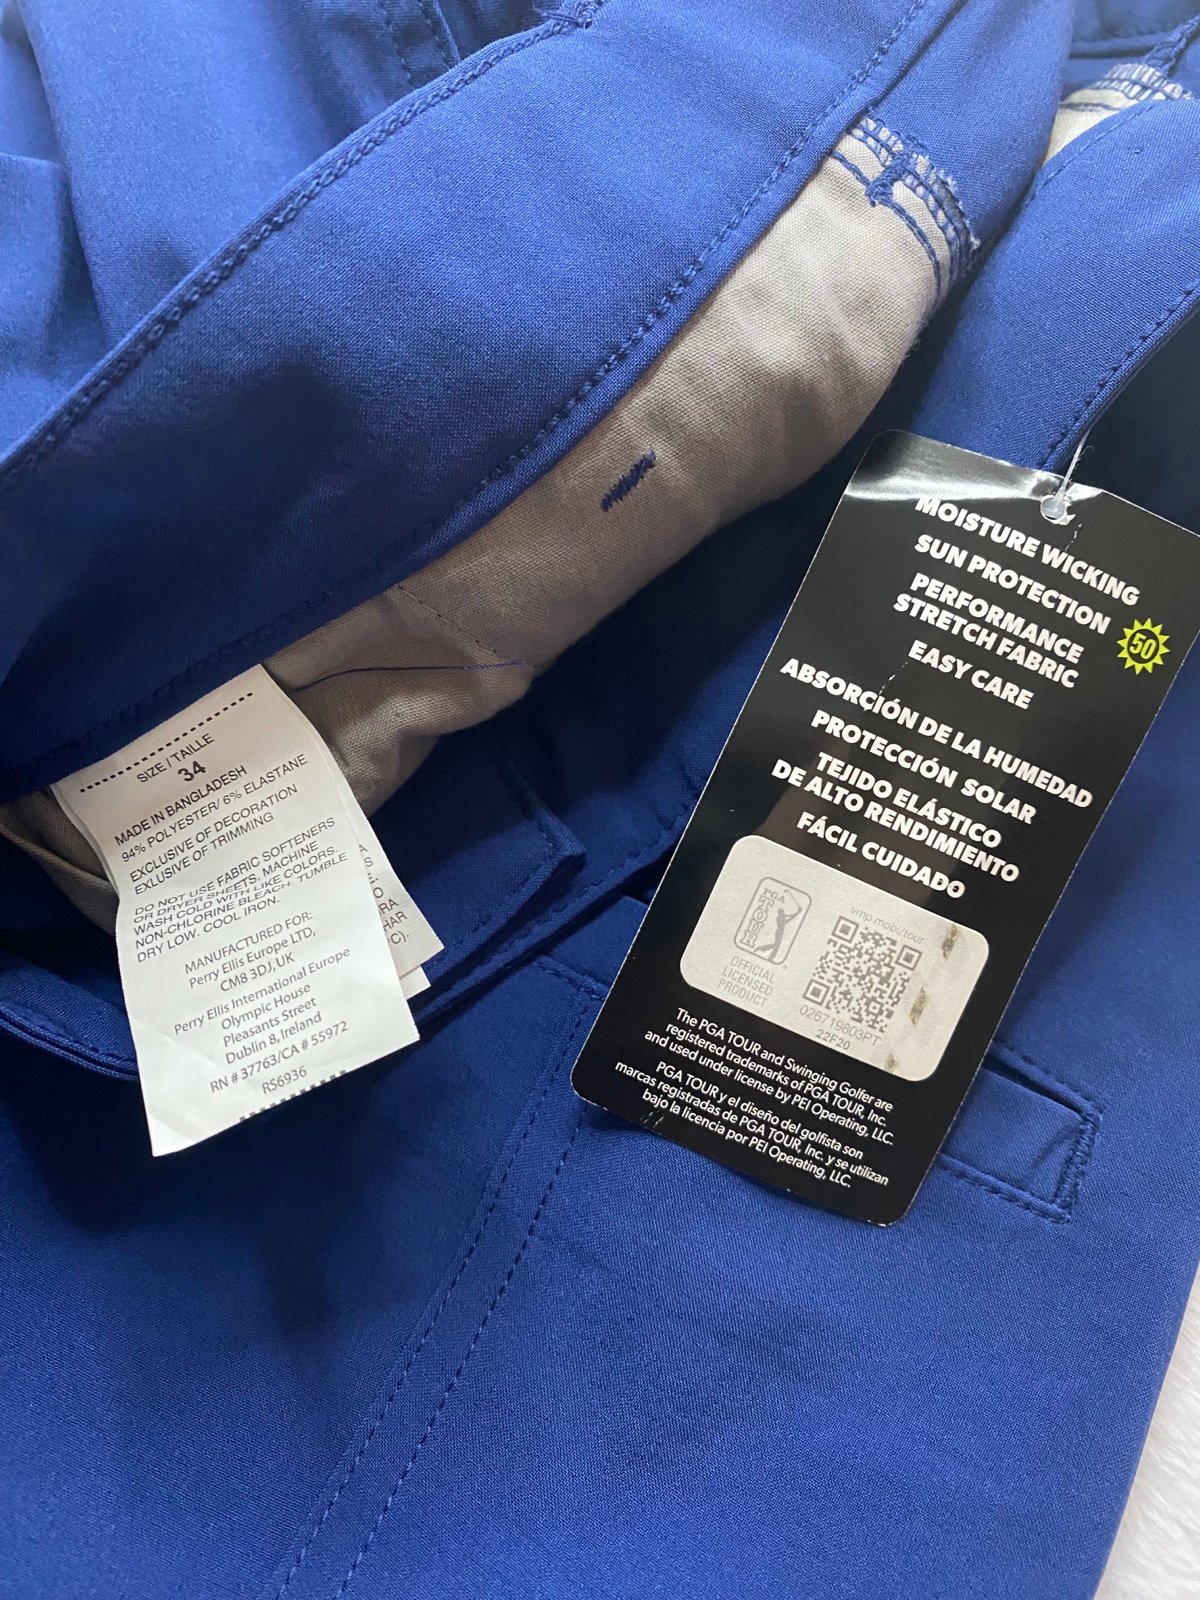 SIZE / TAILLE
34
MADE IN BANGLADESH
94% POLYESTER/ 6% ELASTANE
EXCLUSIVE OF DECORATION
EXLUSIVE OF TRIMMING
DO NOT USE FABRIC SOFTENERS
OR DRYER SHEETS. MACHINE
WASH COLD WITH LIKE COLORS.
NON-CHLORINE BLEACH. TUMBLE
DRY LOW. COOL IRON.
MANUFACTURED FOR:
Perry Ellis Europe LTD,
CM8 3DJ, UK
Perry Ellis International Europe
Olympic House
Pleasants Street
Dublin 8, Ireland
RN # 37763/CA # 55972
RS6936
MOISTURE WICKING
SUN PROTECTION
50
PERFORMANCE
STRETCH FABRIC
EASY CARE
ABSORCIÓN DE LA HUMEDAD
PROTECCIÓN SOLAR
TEJIDO ELÁSTICO
DE ALTO RENDIMIENTO
FÁCIL CUIDADO
PGA
TOUR
OFFICIAL
LICENSED
PRODUCT
vmp.mobi/tour
026719803PT
22F20
The PGA TOUR and Swinging Golfer are
registered trademarks of PGA TOUR, Inc.
and used under license by PEI Operating, LLC.
PGA TOUR y el diseño del golfista son
marcas registradas de PGA TOUR, Inc. y se utilizan
bajo la licencia por PEI Operating, LLC.